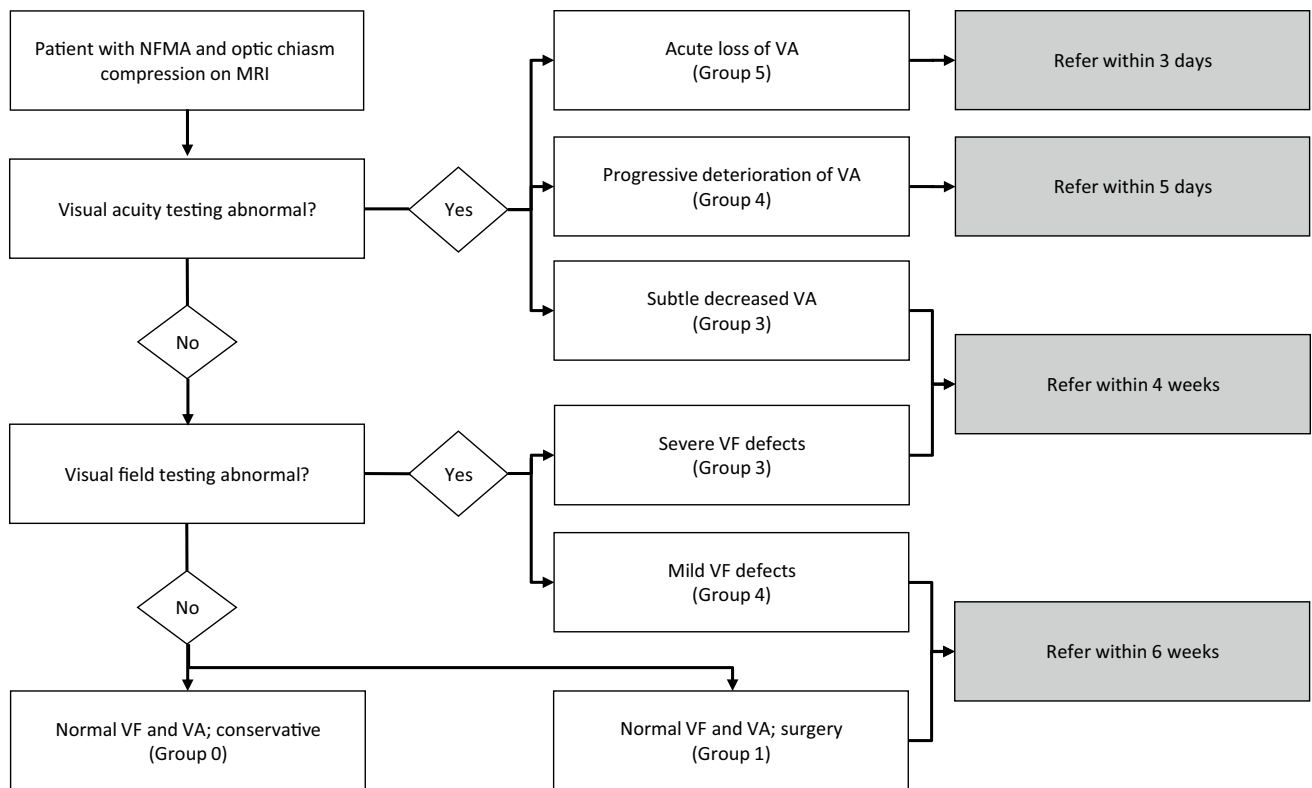 Patient with NFMA and optic chiasm
compression on MRI
Acute loss of VA
(Group 5)
Refer within 3 days
Visual acuity testing abnormal?
Yes
Progressive deterioration of VA
(Group 4)
Refer within 5 days
Subtle decreased VA
(Group 3)
No
Refer within 4 weeks
Visual field testing abnormal?
Yes
Severe VF defects
(Group 3)
Mild VF defects
(Group 4)
No
Refer within 6 weeks
Normal VF and VA; conservative
(Group 0)
Normal VF and VA; surgery
(Group 1)